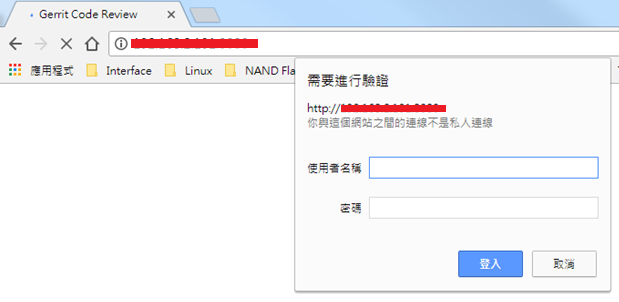 Gerrit Code Review
應用程式 Interface Linux NAND Fla
需要進行驗證
http://
你與這個網站之間的連線不是私人連線
使用者名稱
密碼
登入 取消